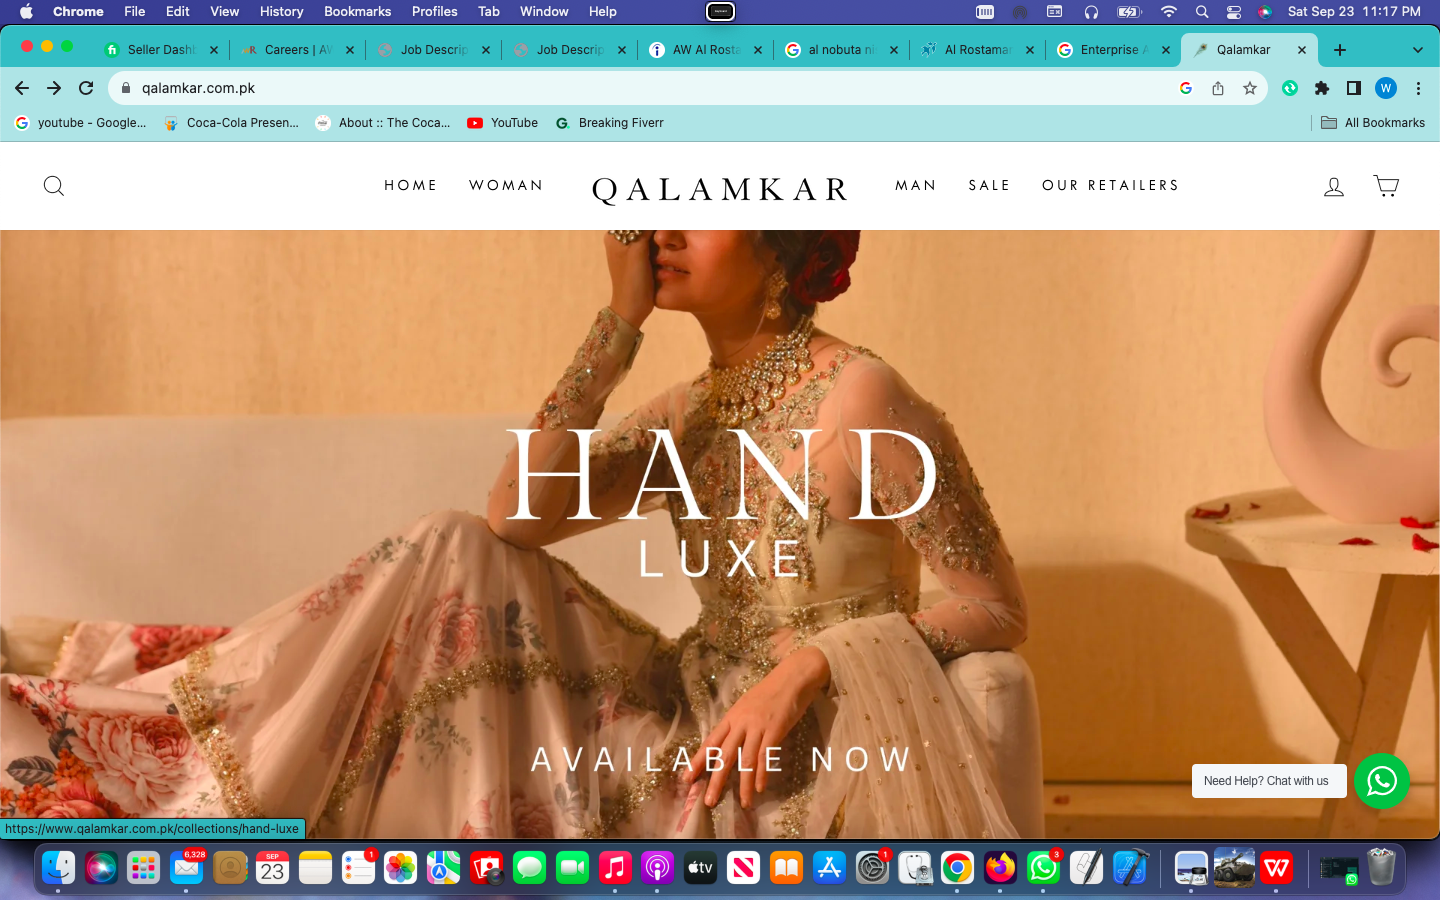 Chrome File Edit View History Bookmarks Profiles Tab Window Help Sat Sep 23 11:17 PM
Seller Dashb Careers | AW Job Descrip Job Descrip AW Al Rosta al nobuta ni Al Rostaman Enterprise A Qalamkar
qalamkar.com.pk W
youtube - Google... Coca-Cola Presen... About :: The Coca... YouTube Breaking Fiverr All Bookmarks
HOME WOMAN QALAMKAR MAN SALE OUR RETAILERS
HAND
LUXE
AVAILABLE NOW
Need Help? Chat with us
https://www.qalamkar.com.pk/collections/hand-luxe
6,328 SEP 23 1 tv 1 3 W